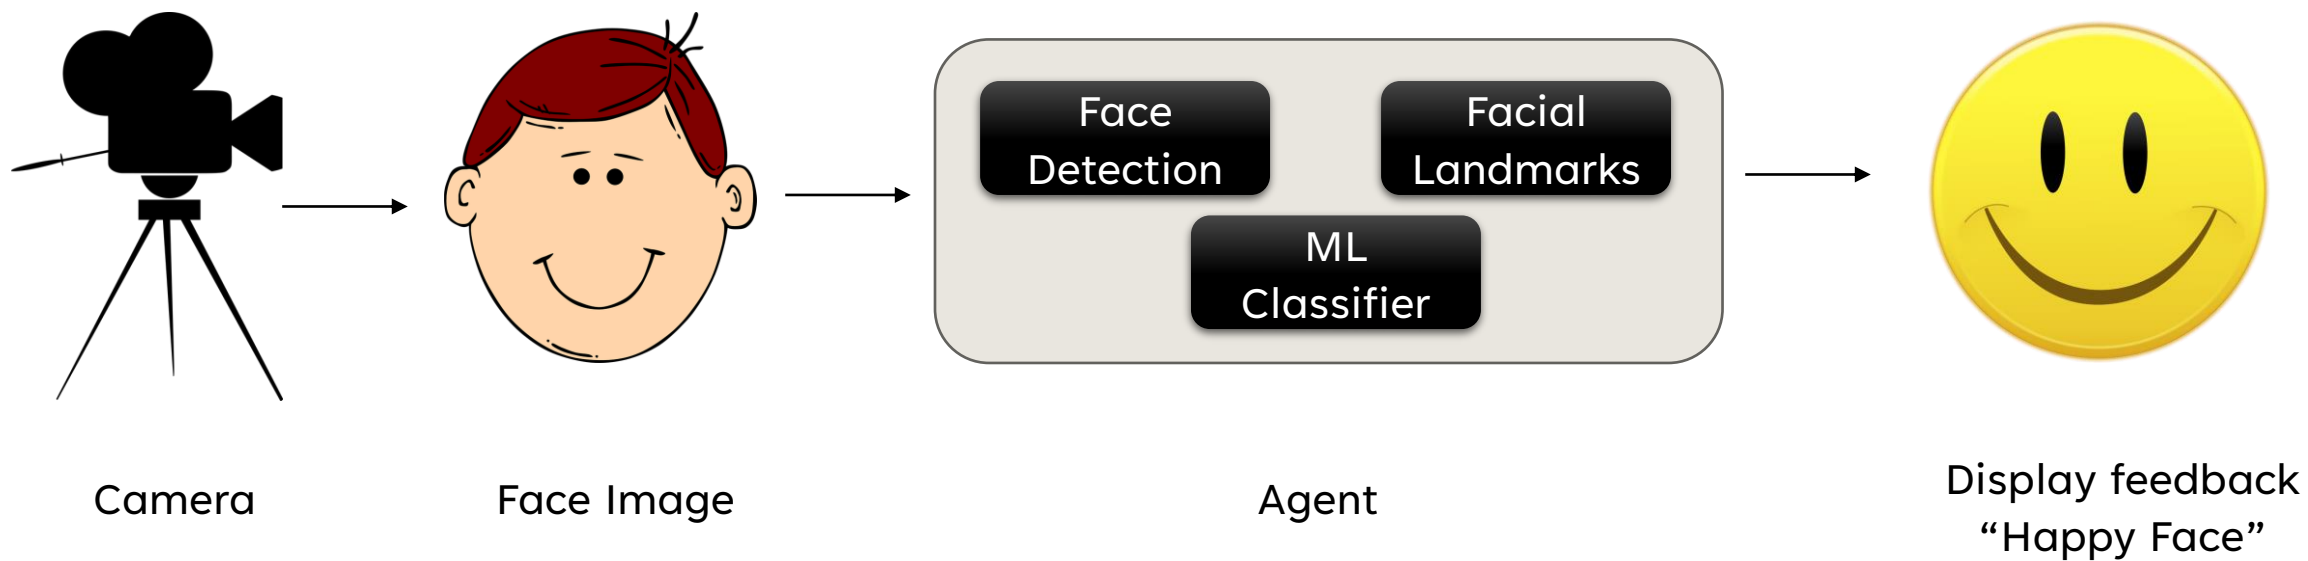 Face
Detection
Facial
Landmarks
ML
Classifier
Camera
Face Image
Agent
Display feedback
“Happy Face”